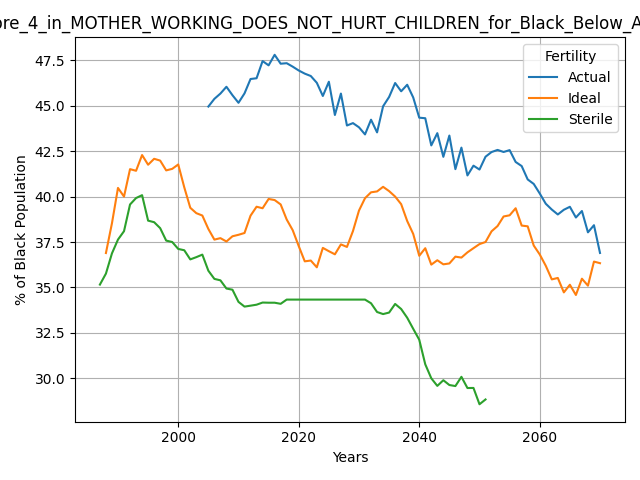 ore_4_in_MOTHER_WORKING_DOES_NOT_HURT_CHILDREN_for_Black_Below_A
Fertility
Actual
Ideal
Sterile
% of Black Population
47.5
45.0
42.5
40.0
37.5
35.0
32.5
30.0
2000
2020
2040
2060
Years